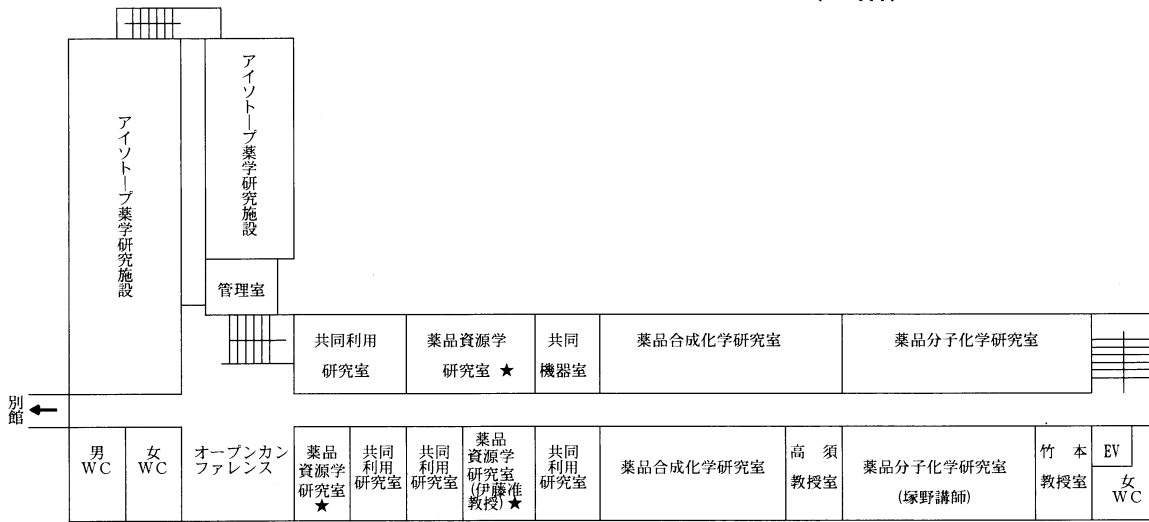 アイソトープ薬学研究施設
アイソトープ薬学研究施設
管理室
共同利用
研究室
薬品資源学
研究室 ★
共同
機器室
薬品合成化学研究室
薬品分子化学研究室
別館
男
WC
女
WC
オープンカン
ファレンス
薬品
資源学
研究室
★
共同
利用
研究室
共同
利用
研究室
薬品
資源学
研究室
(伊藤准
教授)★
共同
利用
研究室
薬品合成化学研究室
高須
教授室
薬品分子化学研究室
(塚野講師)
竹本
教授室
EV
女
WC